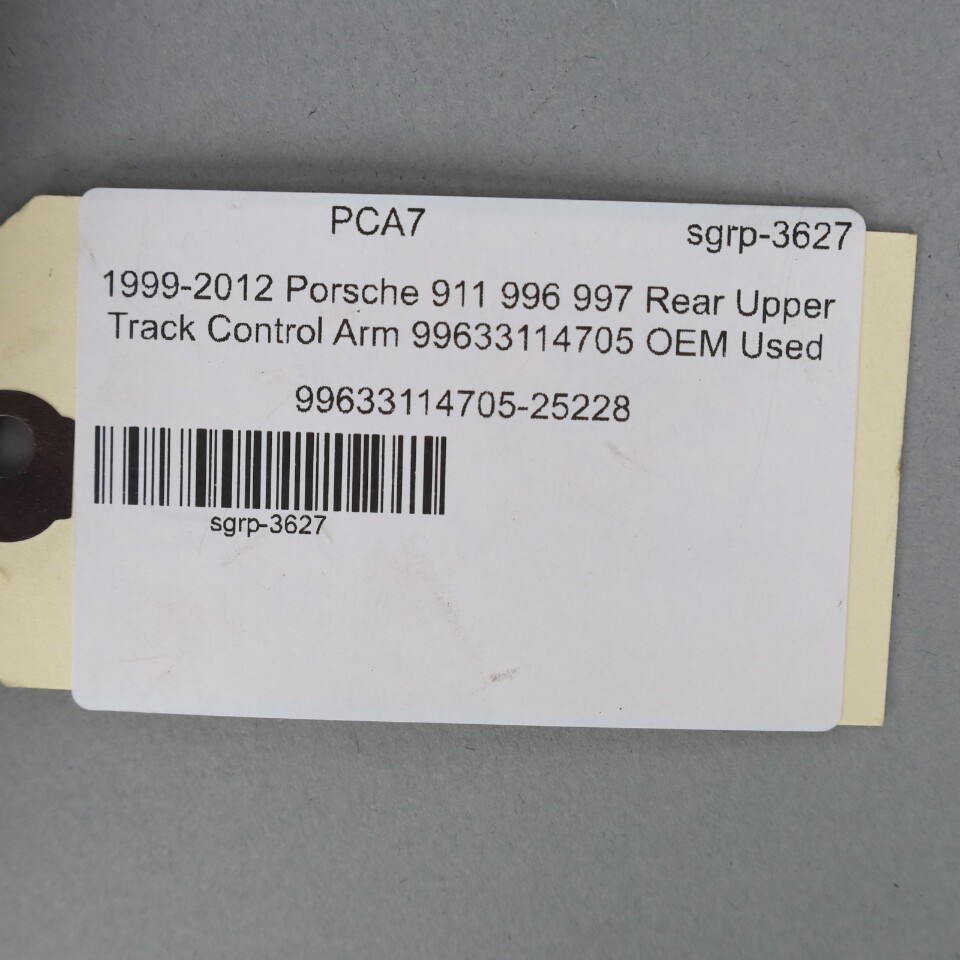 PCA7 sgrp-3627
1999-2012 Porsche 911 996 997 Rear Upper
Track Control Arm 99633114705 OEM Used
99633114705-25228
sgrp-3627